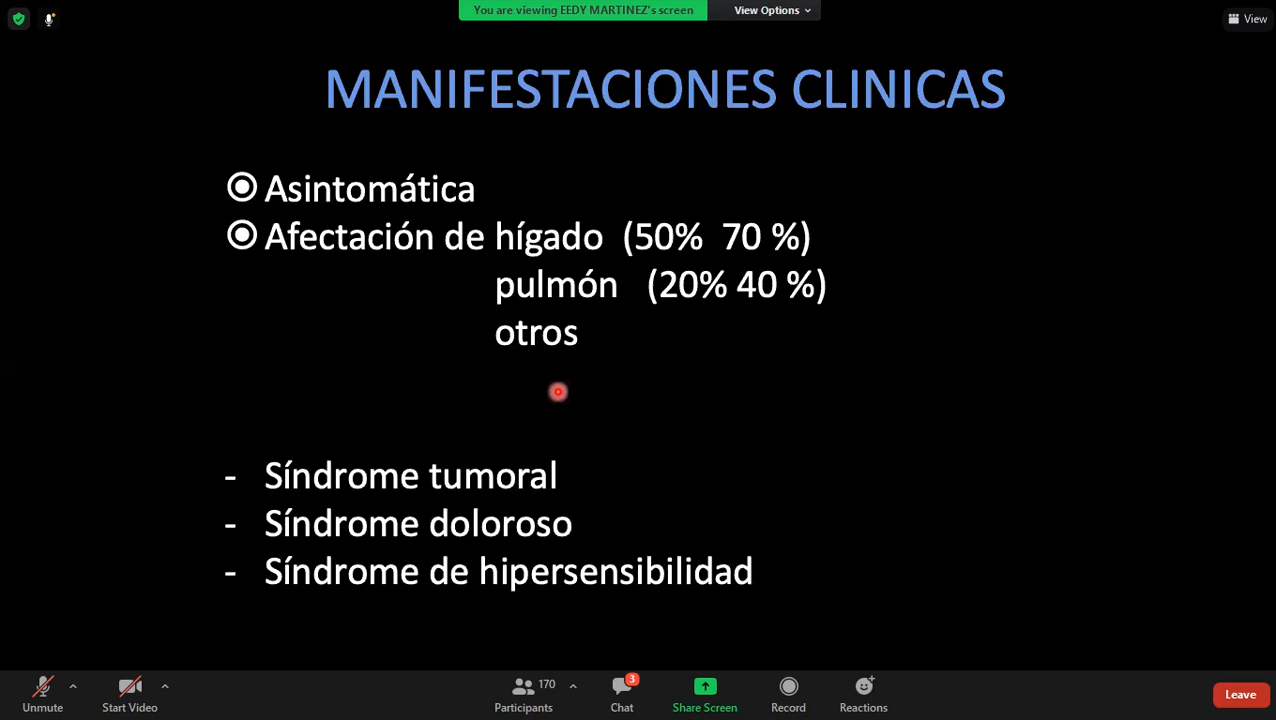 You are viewing EEDY MARTINEZ's screen
View Options
View
MANIFESTACIONES CLINICAS
Asintomática
Afectación de hígado (50% 70 %)
pulmón (20% 40 %)
otros
- Síndrome tumoral
- Síndrome doloroso
- Síndrome de hipersensibilidad
Unmute
Start Video
170
Participants
3
Chat
Share Screen
Record
Reactions
Leave